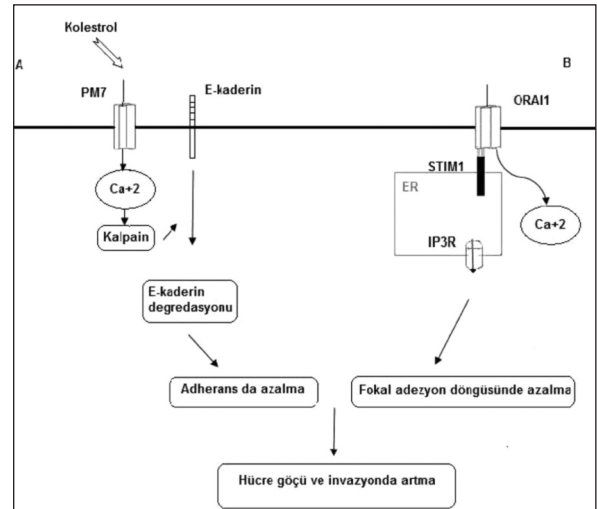 Kolestrol
A
B
PM7
E-kaderin
ORAI1
STIM1
ER
Ca+2
Ca+2
Kalpain
IP3R
E-kaderin
degredasyonu
Adherans da azalma
Fokal adezyon döngüsünde azalma
Hücre göçü ve invazyonda artma